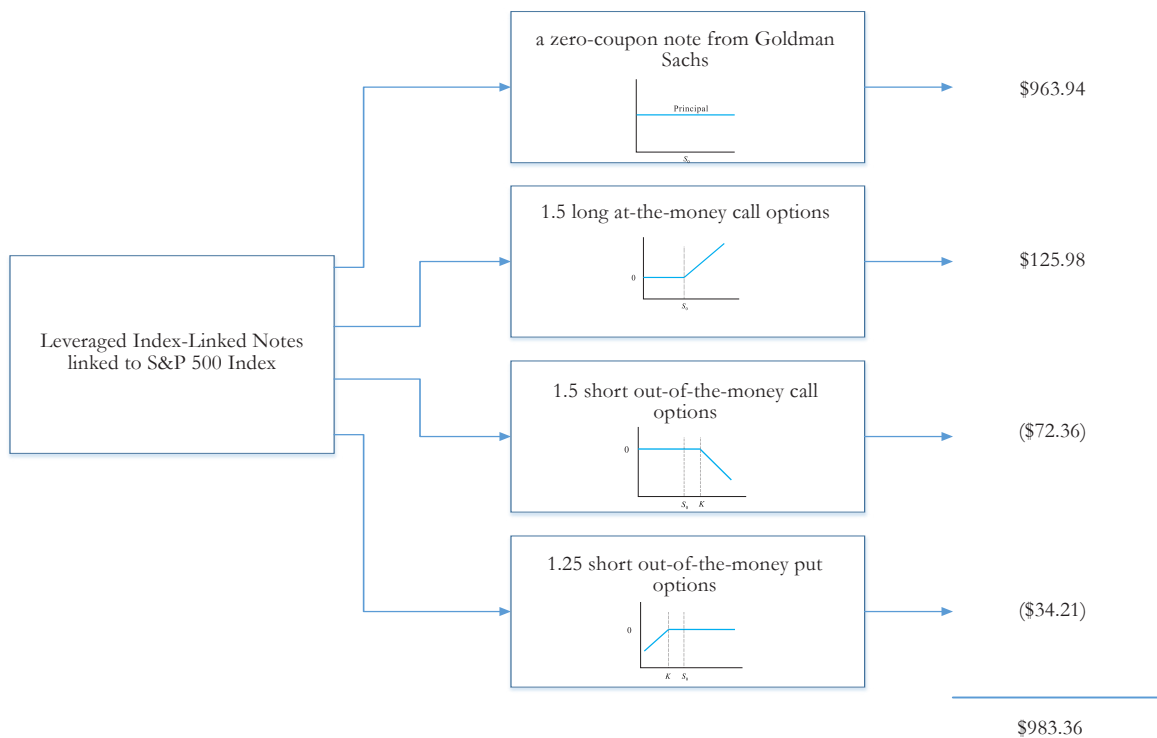 a zero-coupon note from Goldman
Sachs
Principal
S₀
$963.94
1.5 long at-the-money call options
0
S₀
$125.98
Leveraged Index-Linked Notes
linked to S&P 500 Index
1.5 short out-of-the-money call
options
0
S₀ K
($72.36)
1.25 short out-of-the-money put
options
0
K S₀
($34.21)
$983.36